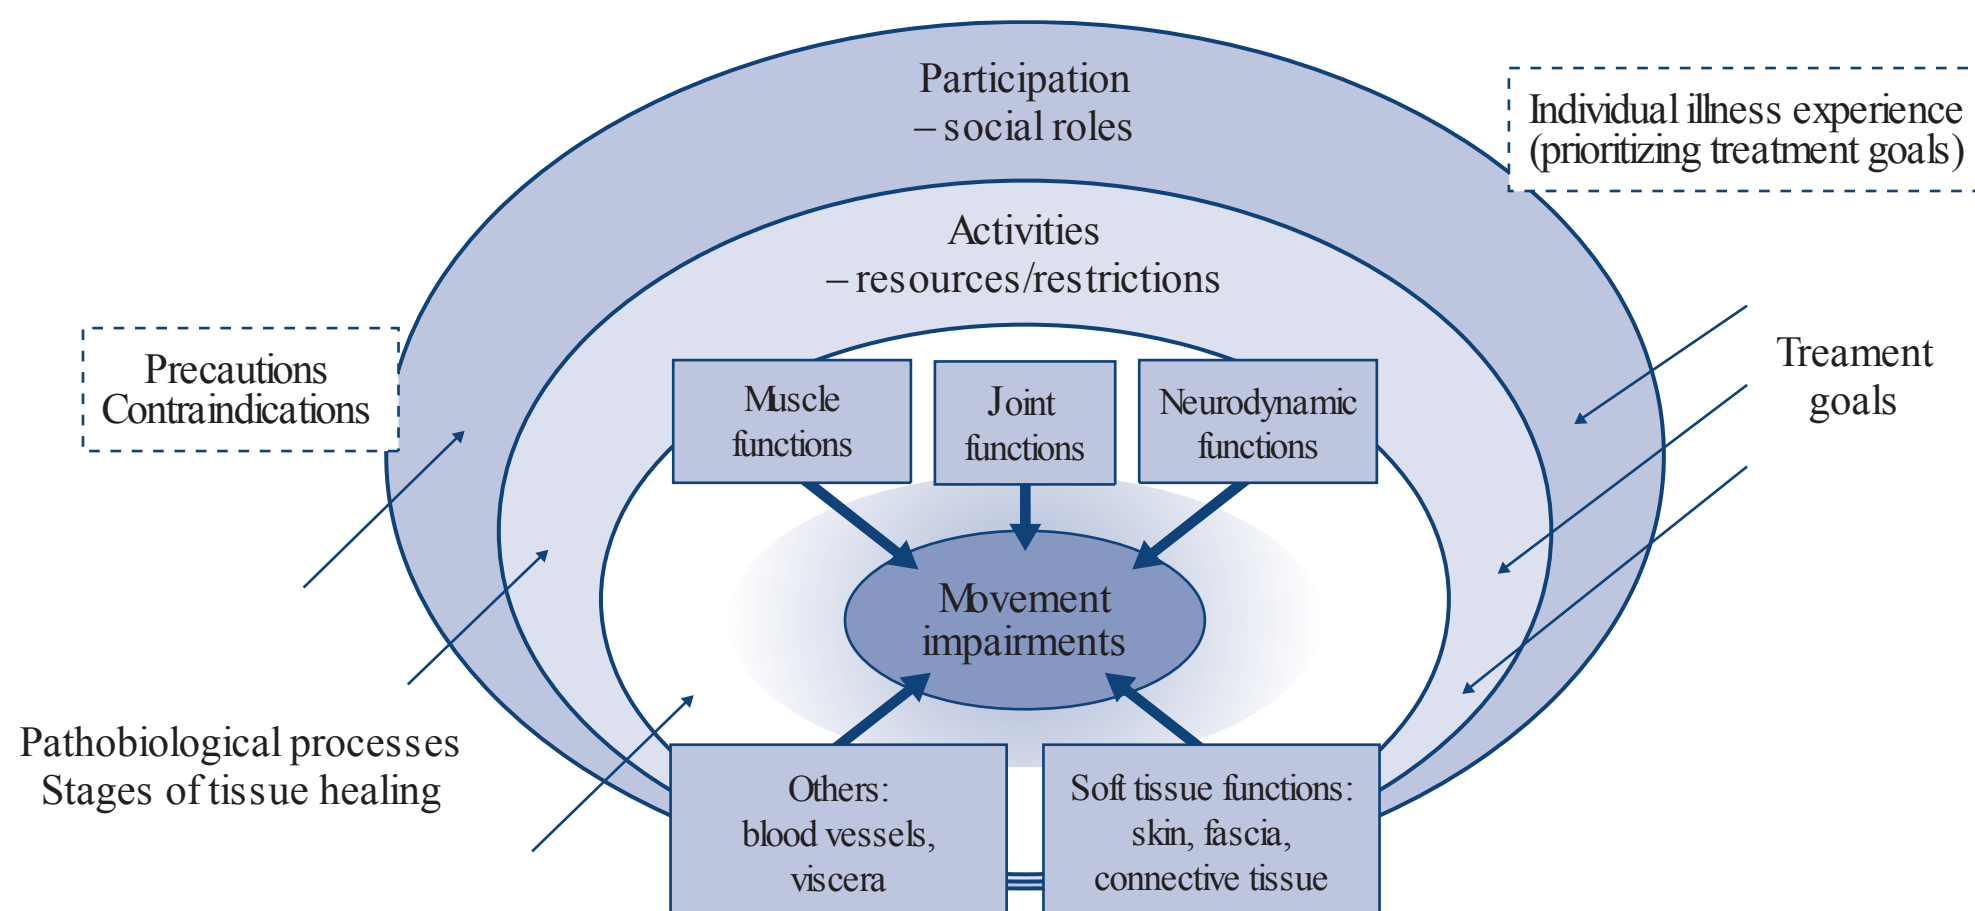 Participation
– social roles
Individual illness experience
(prioritizing treatment goals)
Activities
– resources/restrictions
Precautions
Contraindications
Treament
goals
Muscle
functions
Joint
functions
Neurodynamic
functions
Movement
impairments
Pathobiological processes
Stages of tissue healing
Others:
blood vessels,
viscera
Soft tissue functions:
skin, fascia,
connective tissue